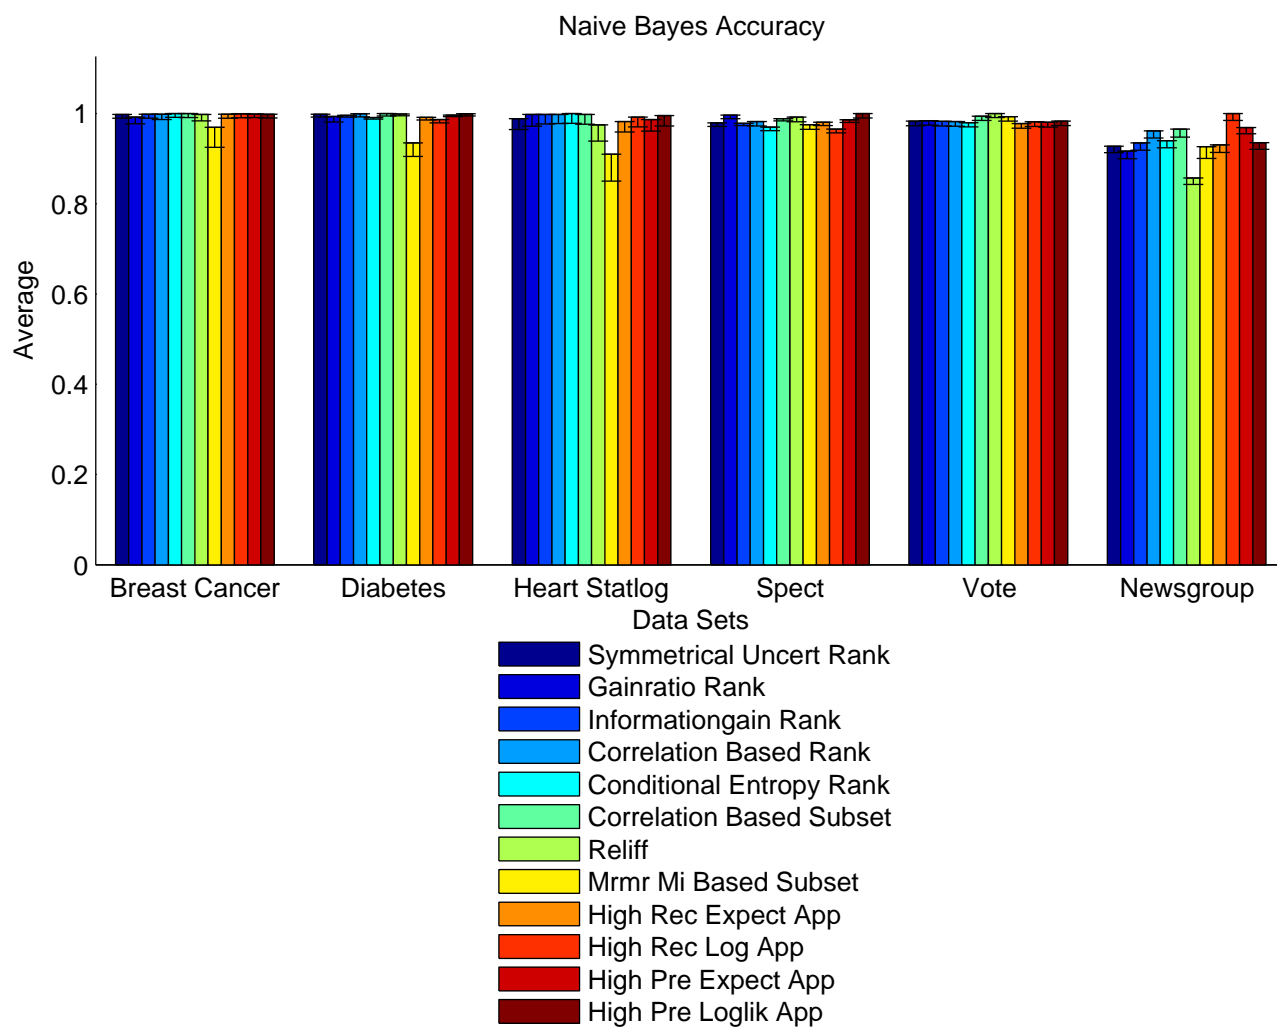 Naive Bayes Accuracy
1
0.8
0.6
0.4
0.2
0
Average
Breast Cancer
Diabetes
Heart Statlog
Spect
Vote
Newsgroup
Data Sets
Symmetrical Uncert Rank
Gainratio Rank
Informationgain Rank
Correlation Based Rank
Conditional Entropy Rank
Correlation Based Subset
Reliff
Mrmr Mi Based Subset
High Rec Expect App
High Rec Log App
High Pre Expect App
High Pre Loglik App